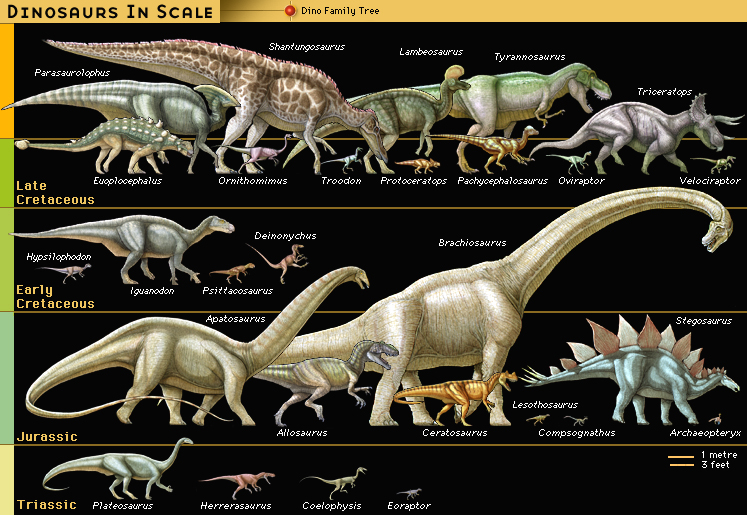 DINOSAURS IN SCALE
Dino Family Tree
Shantungosaurus
Lambeosaurus
Tyrannosaurus
Parasaurolophus
Triceratops
Euoplocephalus
Ornithomimus
Troodon
Protoceratops
Pachycephalosaurus
Oviraptor
Velociraptor
Late
Cretaceous
Deinonychus
Brachiosaurus
Hypsilophodon
Iguanodon
Psittacosaurus
Early
Cretaceous
Apatosaurus
Stegosaurus
Lesothosaurus
Allosaurus
Ceratosaurus
Compsognathus
Archaeopteryx
Jurassic
1 metre
3 feet
Triassic
Plateosaurus
Herrerasaurus
Coelophysis
Eoraptor